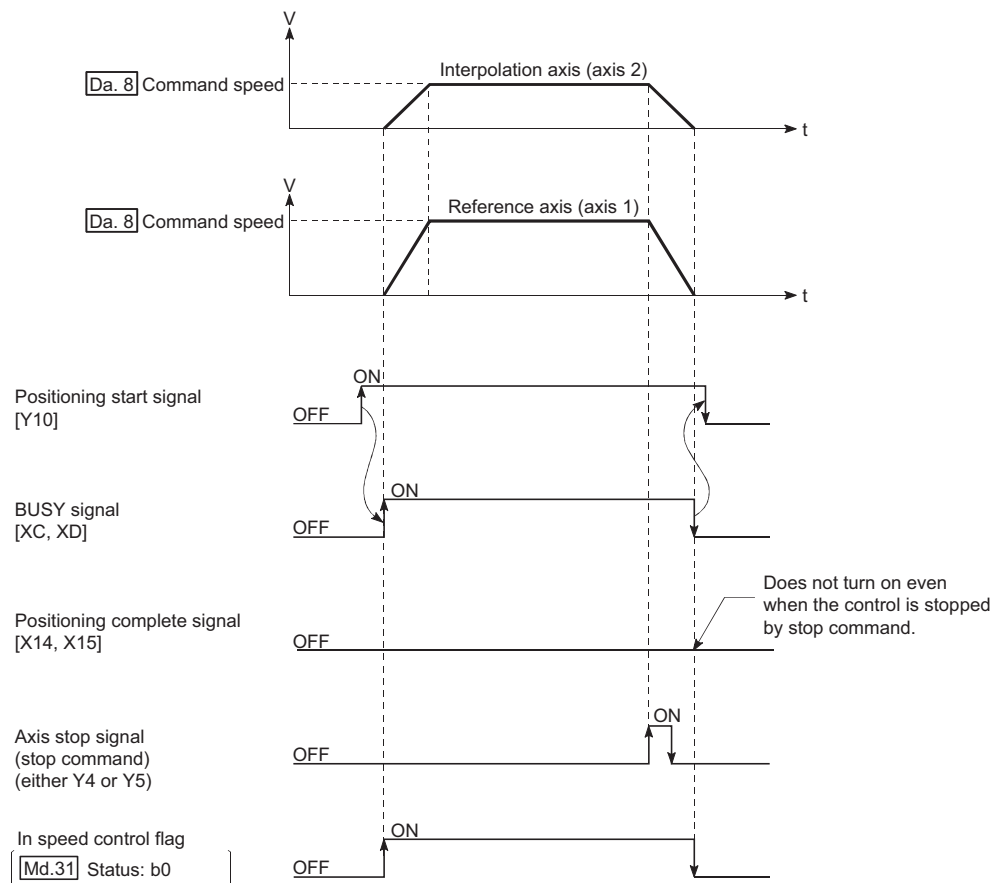 V
Interpolation axis (axis 2)
Da. 8 Command speed
t
V
Reference axis (axis 1)
Da. 8 Command speed
t
ON
Positioning start signal
[Y10]
OFF
ON
BUSY signal
[XC, XD]
OFF
Does not turn on even
when the control is stopped
by stop command.
Positioning complete signal
[X14, X15]
OFF
ON
Axis stop signal
(stop command)
(either Y4 or Y5)
OFF
In speed control flag
ON
Md.31 Status: b0
OFF